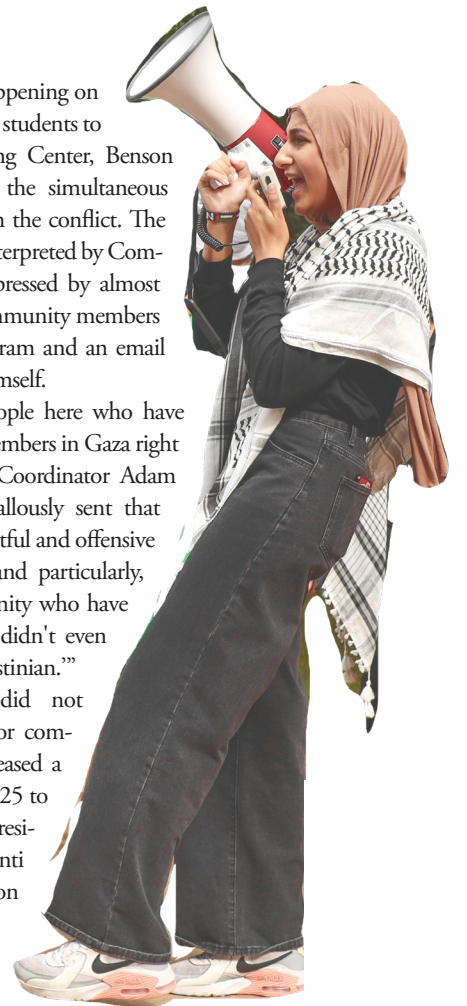 ppening on
students to
ng Center, Benson
the simultaneous
n the conflict. The
terpreted by Com-
pressed by almost
mmunity members
ram and an email
mself.
ople here who have
embers in Gaza right
Coordinator Adam
allously sent that
tful and offensive
and particularly,
nity who have
didn't even
stinian.’”
did not
or com-
eased a
25 to
resi-
enti
on